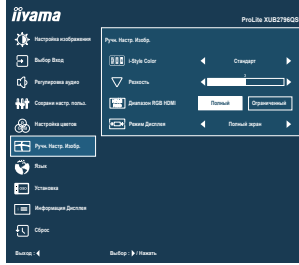 iiyama
ProLite XUB2796QS
Настройка изображения
Выбор Вход
Регулировка аудио
Сохрани настр. польз.
Настройка цветов
Ручн. Настр. Изобр.
Язык
Установка
Информация Дисплея
Сброс
Ручн. Настр. Изобр.
i-Style Color
Стандарт
Резкость
Диапазон RGB HDMI
Полный
Ограниченный
Режим Дисплея
Полный экран
Выход :
Выбор : / Нажать